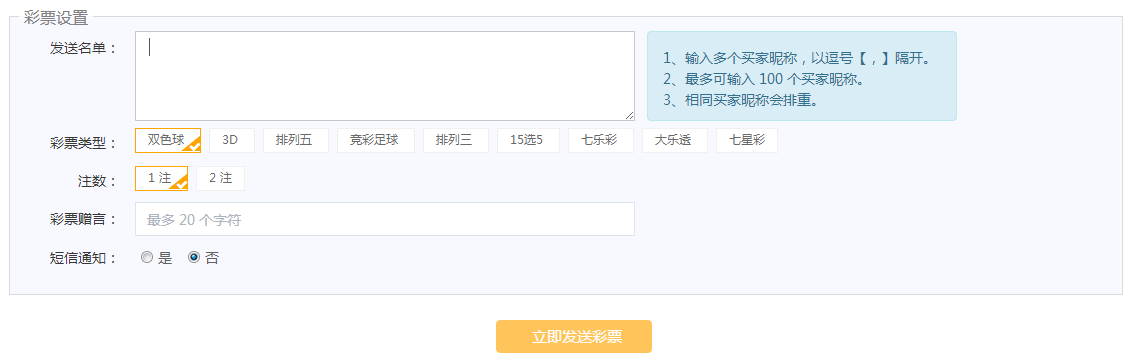 彩票设置
发送名单：
1、输入多个买家昵称，以逗号【，】隔开。
2、最多可输入 100 个买家昵称。
3、相同买家昵称会排重。
彩票类型： 双色球 3D 排列五 竞彩足球 排列三 15选5 七乐彩 大乐透 七星彩
注数： 1 注 2 注
彩票赠言： 最多 20 个字符
短信通知： 是 否
立即发送彩票